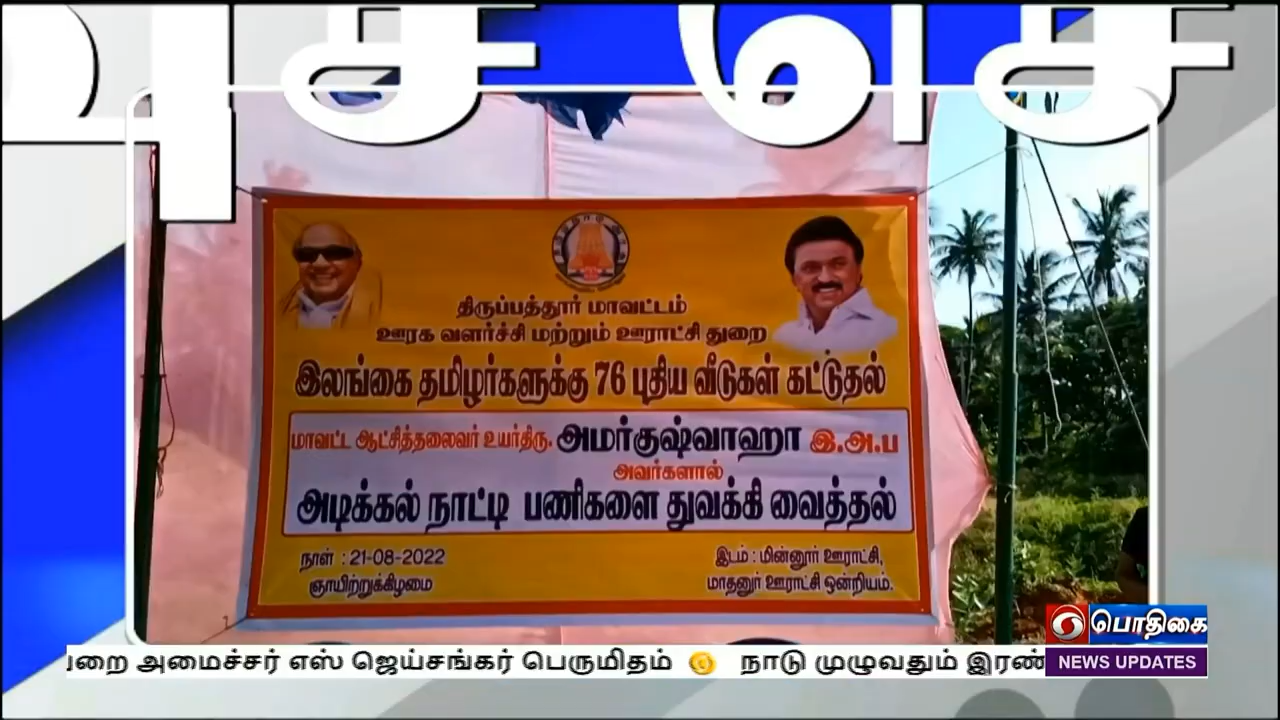 திருப்பத்தூர் மாவட்டம்
ஊரக வளர்ச்சி மற்றும் ஊராட்சி துறை
இலங்கை தமிழர்களுக்கு 76 புதிய வீடுகள் கட்டுதல்
மாவட்ட ஆட்சித்தலைவர் உயர்திரு. அமர்குஷ்வாஹா இ.அ.ப
அவர்களால்
அடிக்கல் நாட்டி பணிகளை துவக்கி வைத்தல்
நாள் : 21-08-2022
ஞாயிற்றுக்கிழமை
இடம் : மின்னூர் ஊராட்சி,
மாதனூர் ஊராட்சி ஒன்றியம்.
பொதிகை
NEWS UPDATES
றை அமைச்சர் எஸ் ஜெய்சங்கர் பெருமிதம் நாடு முழுவதும் இரண்